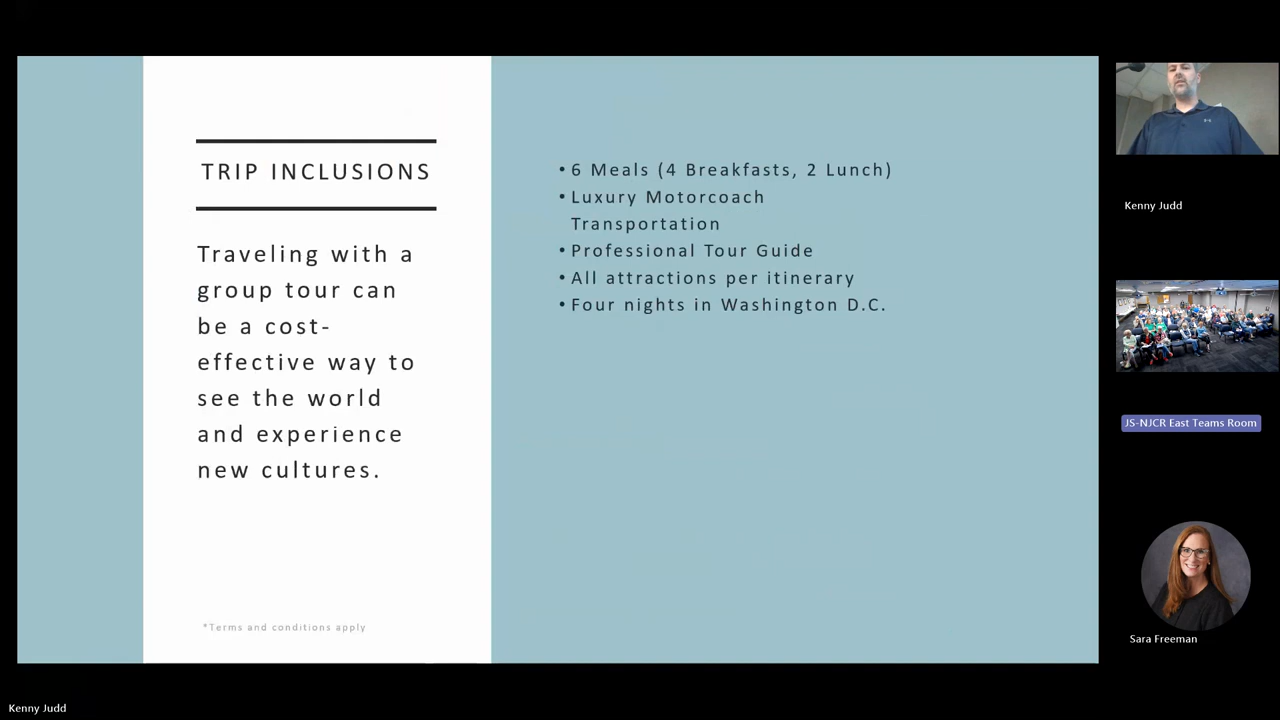 TRIP INCLUSIONS
Traveling with a
group tour can
be a cost-
effective way to
see the world
and experience
new cultures.
*Terms and conditions apply
• 6 Meals (4 Breakfasts, 2 Lunch)
• Luxury Motorcoach
Transportation
• Professional Tour Guide
• All attractions per itinerary
• Four nights in Washington D.C.
Kenny Judd
JS-NJCR East Teams Room
Sara Freeman
Kenny Judd